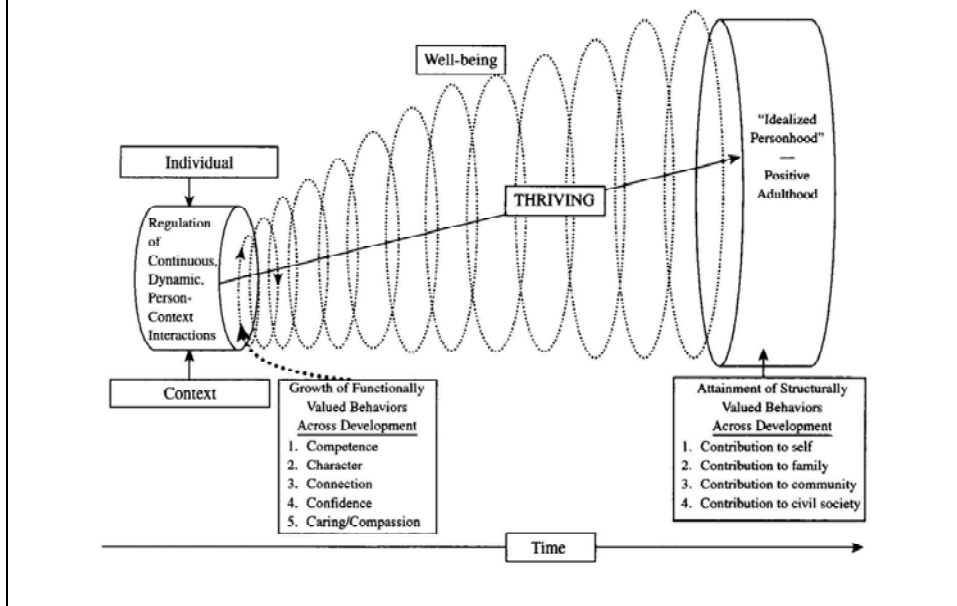 Well-being
"Idealized
Personhood"
—
Positive
Adulthood
Individual
THRIVING
Regulation
of
Continuous,
Dynamic,
Person-
Context
Interactions
Context
Growth of Functionally
Valued Behaviors
Across Development
1. Competence
2. Character
3. Connection
4. Confidence
5. Caring/Compassion
Attainment of Structurally
Valued Behaviors
Across Development
1. Contribution to self
2. Contribution to family
3. Contribution to community
4. Contribution to civil society
Time